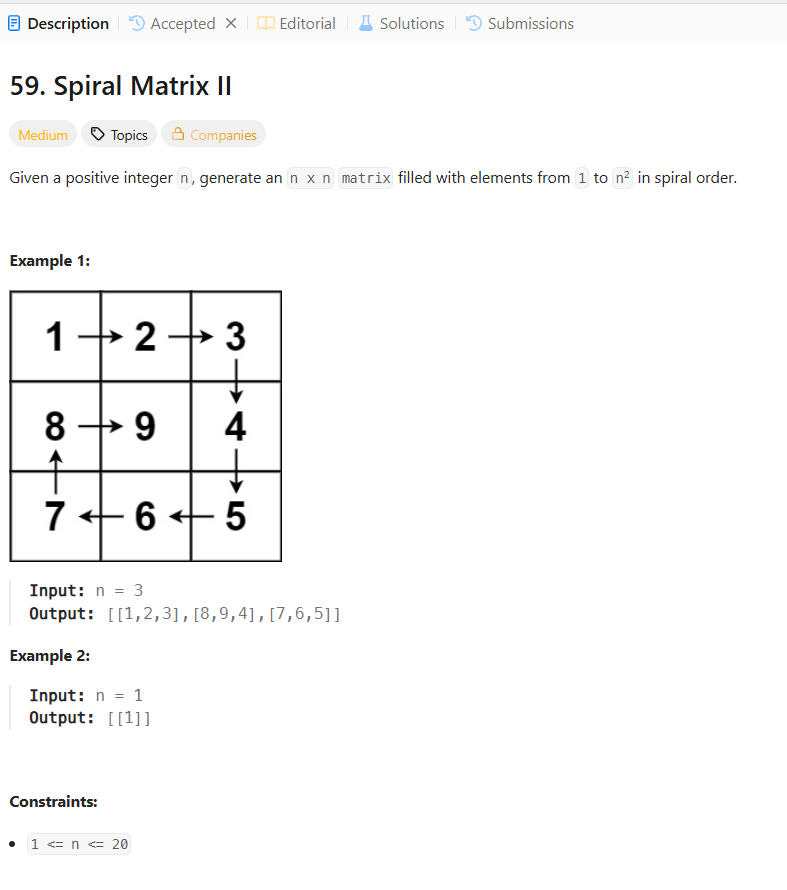 Description Accepted Editorial Solutions Submissions
59. Spiral Matrix II
Medium Topics Companies
Given a positive integer n, generate an n x n matrix filled with elements from 1 to n² in spiral order.
Example 1:
1 2 3
8 9 4
7 6 5
Input: n = 3
Output: [[1,2,3],[8,9,4],[7,6,5]]
Example 2:
Input: n = 1
Output: [[1]]
Constraints:
1 <= n <= 20